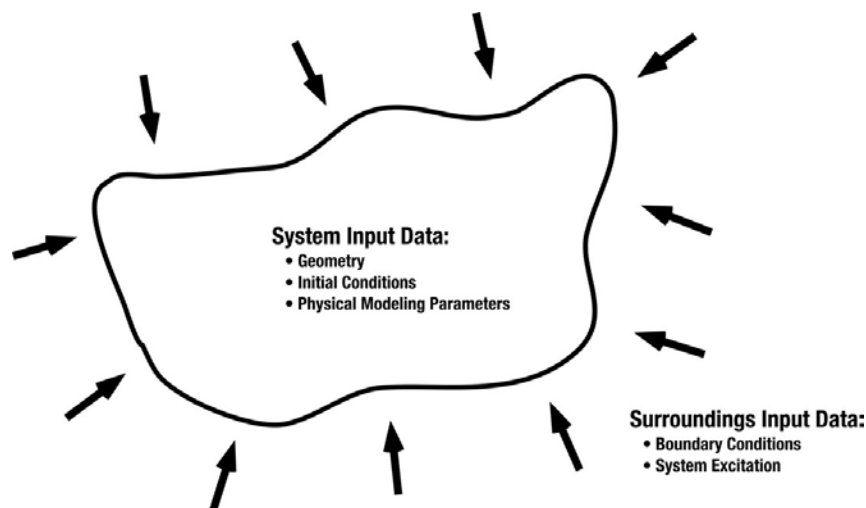 System Input Data:
• Geometry
• Initial Conditions
• Physical Modeling Parameters
Surroundings Input Data:
• Boundary Conditions
• System Excitation